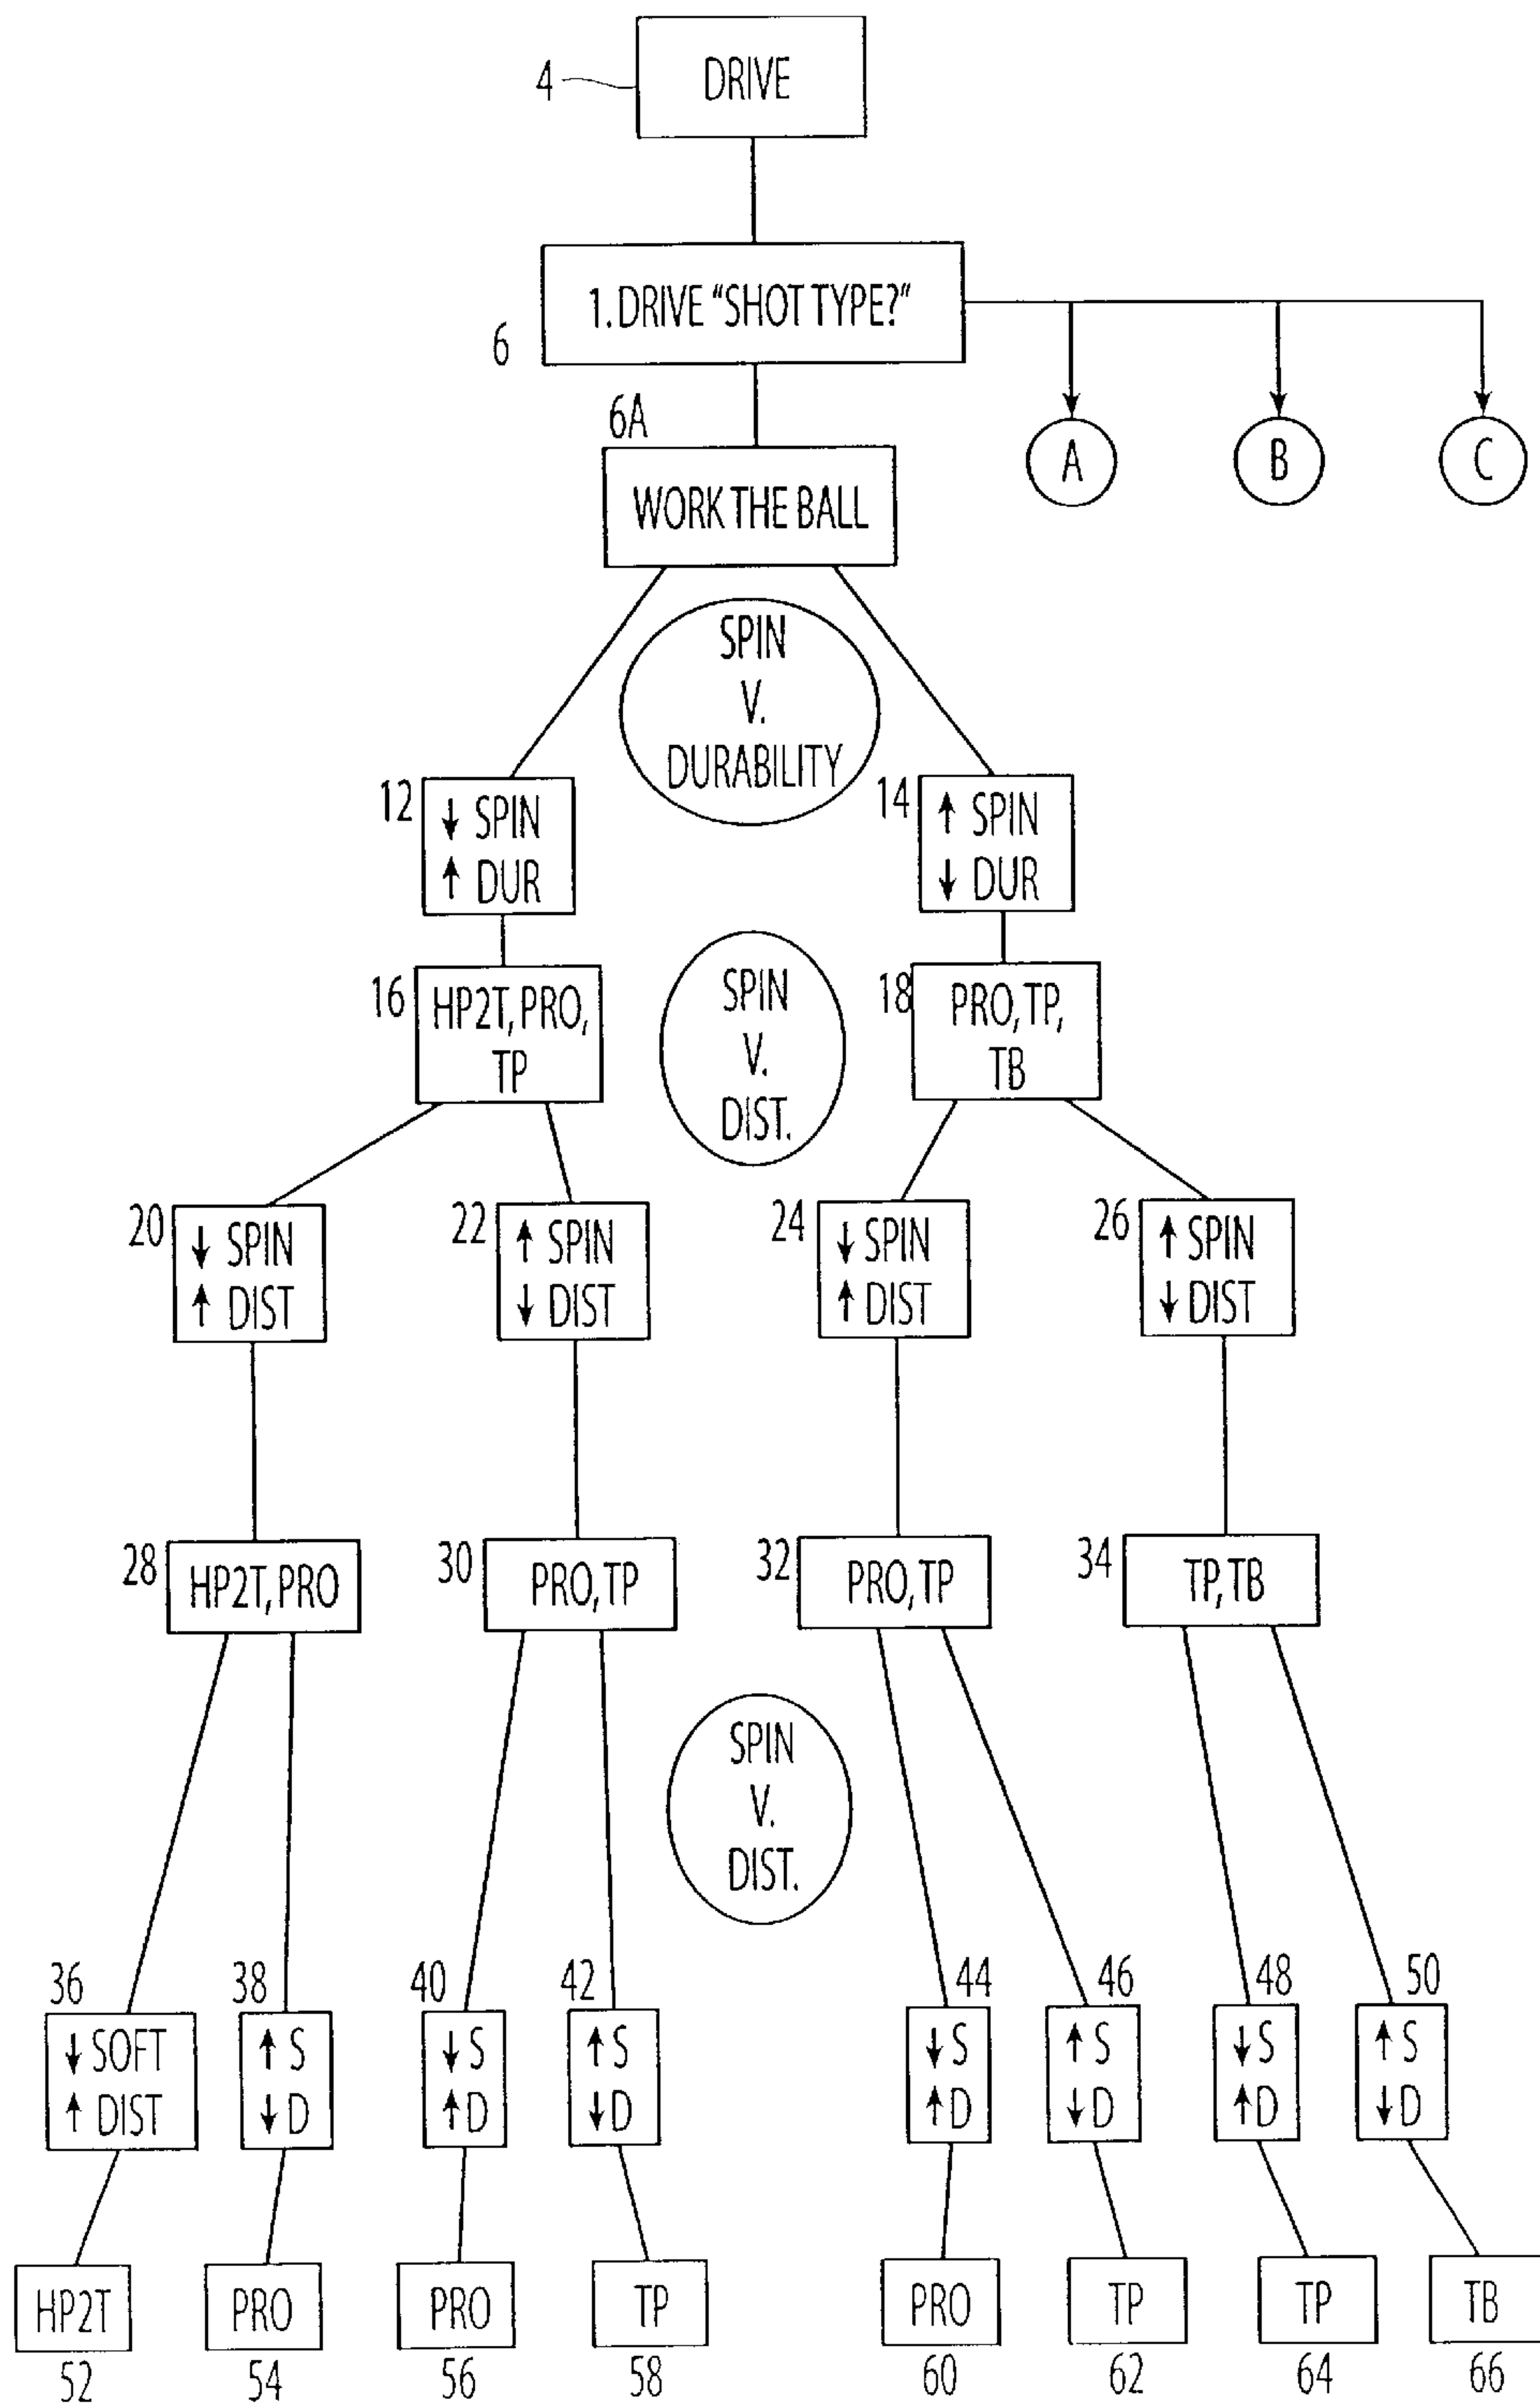 4
DRIVE
1. DRIVE "SHOT TYPE?"
6
A
B
C
6A
WORK THE BALL
SPIN
V.
DURABILITY
12
↓ SPIN
↑ DUR
14
↑ SPIN
↓ DUR
16
HP2T, PRO,
TP
SPIN
V.
DIST.
18
PRO, TP,
TB
20
↓ SPIN
↑ DIST
22
↑ SPIN
↓ DIST
24
↓ SPIN
↑ DIST
26
↑ SPIN
↓ DIST
28
HP2T, PRO
30
PRO, TP
32
PRO, TP
34
TP, TB
SPIN
V.
DIST.
36
↓ SOFT
↑ DIST
38
↑ S
↓ D
40
↓ S
↑ D
42
↑ S
↓ D
44
↓ S
↑ D
46
↑ S
↓ D
48
↓ S
↑ D
50
↑ S
↓ D
HP2T
52
PRO
54
PRO
56
TP
58
PRO
60
TP
62
TP
64
TB
66